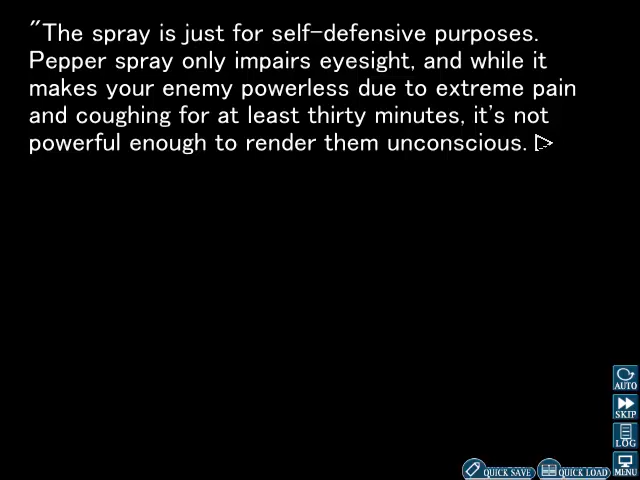 "The spray is just for self-defensive purposes.
Pepper spray only impairs eyesight, and while it
makes your enemy powerless due to extreme pain
and coughing for at least thirty minutes, it's not
powerful enough to render them unconscious.
AUTO
SKIP
LOG
MENU
QUICK SAVE
QUICK LOAD